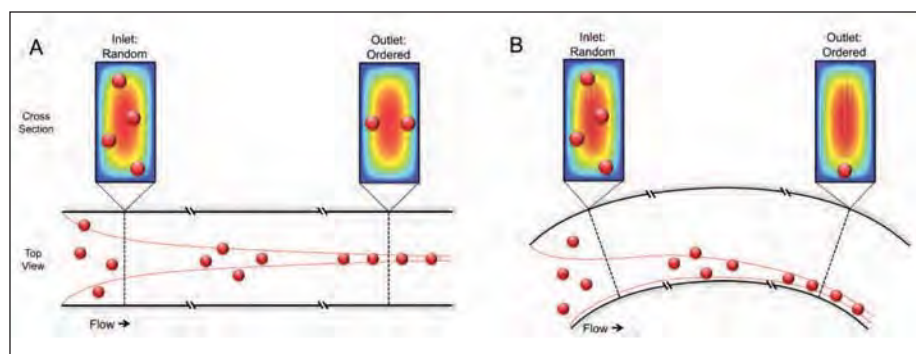 A
Inlet:
Random
Outlet:
Ordered
Cross
Section
Top
View
Flow →
B
Inlet:
Random
Outlet:
Ordered
Flow →